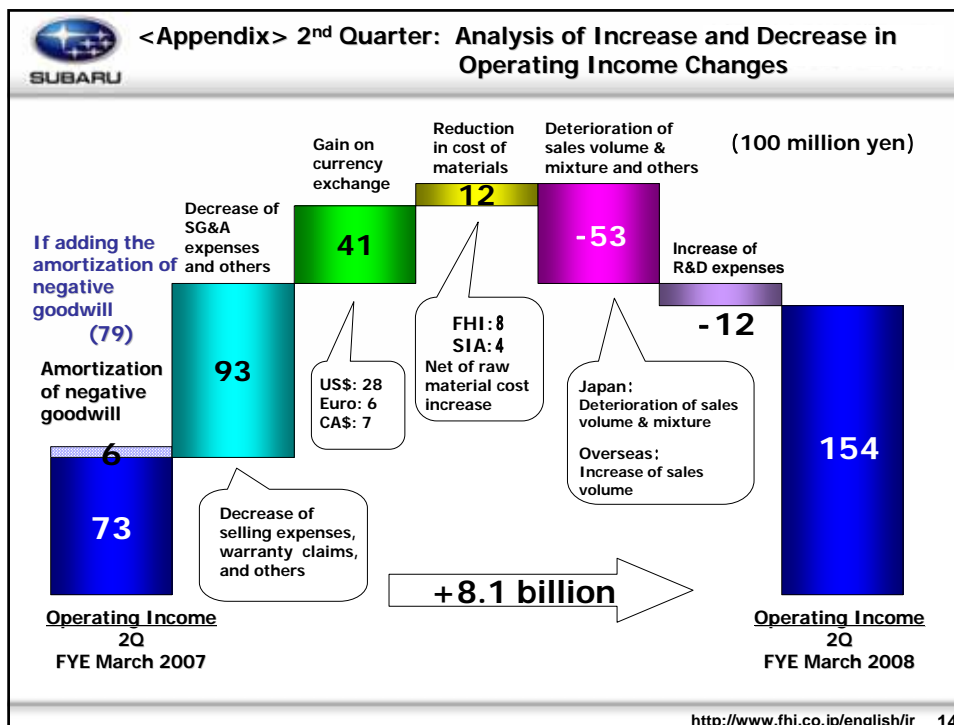 SUBARU
<Appendix> 2nd Quarter: Analysis of Increase and Decrease in
Operating Income Changes
(100 million yen)
If adding the
amortization of
negative
goodwill
(79)
Amortization
of negative
goodwill
6
73
Operating Income
2Q
FYE March 2007
Decrease of
SG&A
expenses
and others
93
Decrease of
selling expenses,
warranty claims,
and others
Gain on
currency
exchange
41
US$: 28
Euro: 6
CA$: 7
Reduction
in cost of
materials
12
FHI: 8
SIA: 4
Net of raw
material cost
increase
Deterioration of
sales volume &
mixture and others
-53
Japan;
Deterioration of sales
volume & mixture
Overseas;
Increase of sales
volume
Increase of
R&D expenses
-12
154
Operating Income
2Q
FYE March 2008
+8.1 billion
http://www.fhi.co.jp/english/ir 14